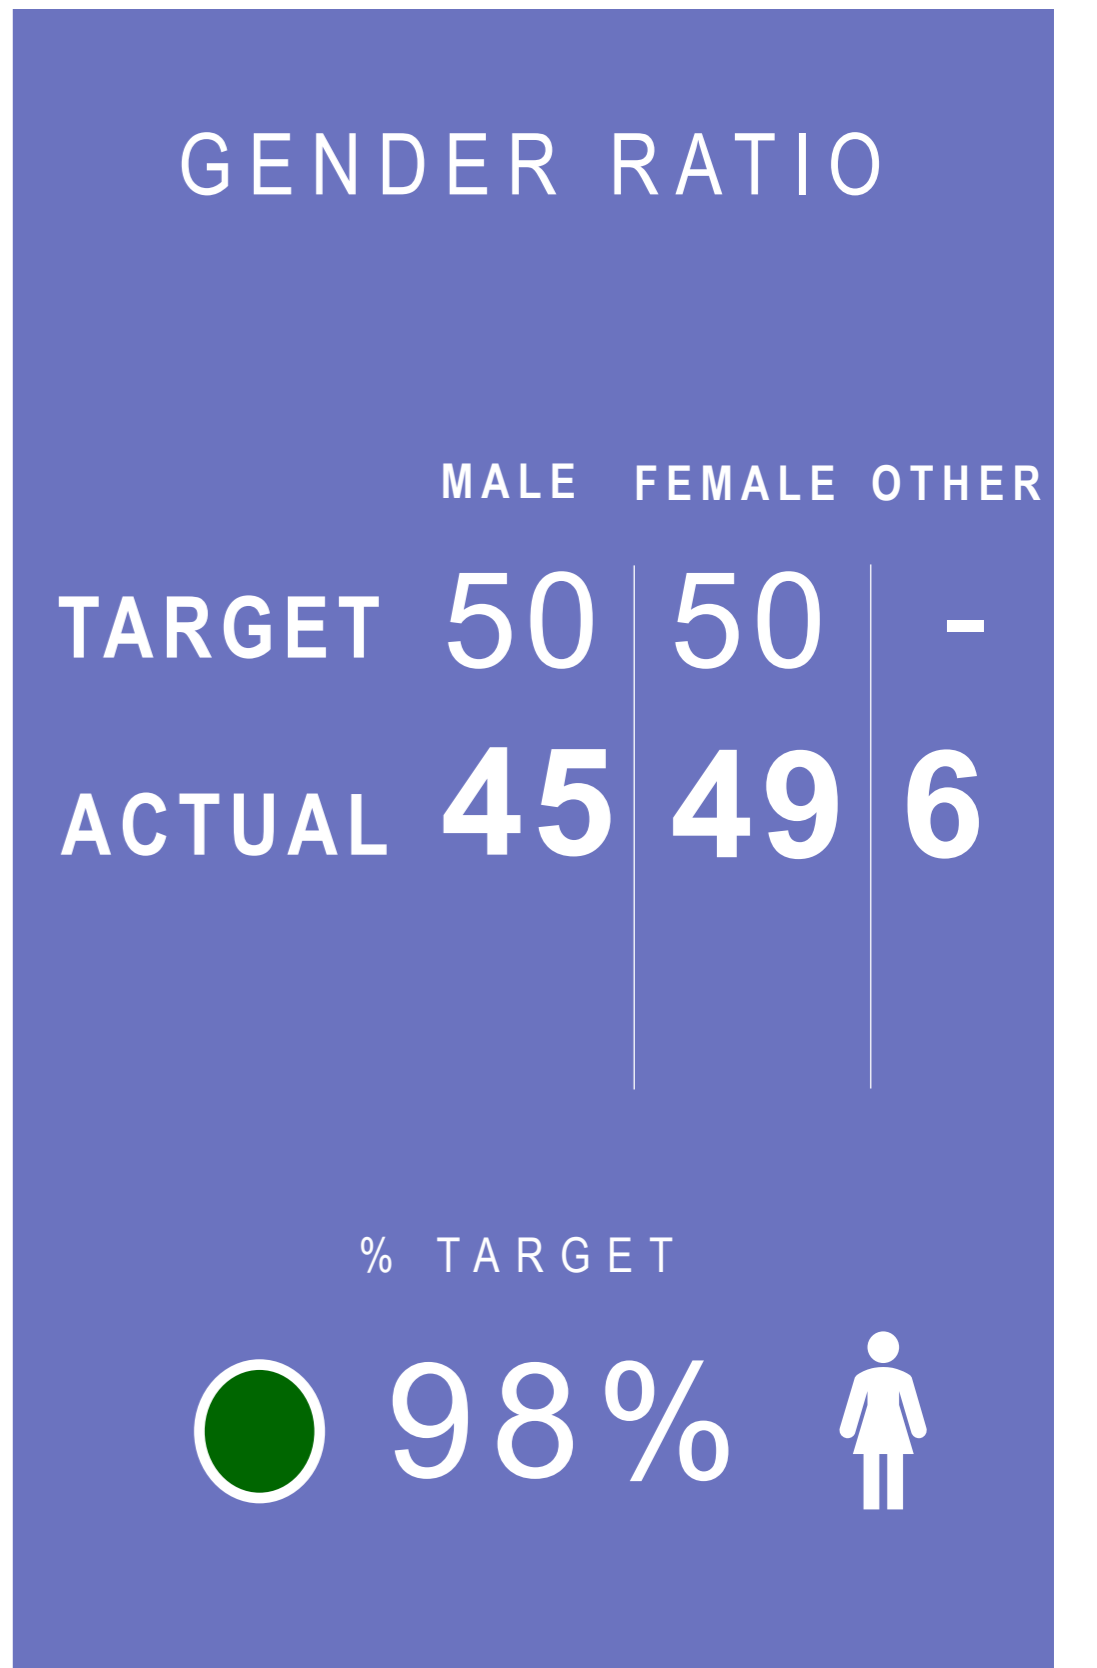 GENDER RATIO
MALE FEMALE OTHER
TARGET 50 50 -
ACTUAL 45 49 6
% TARGET
98%